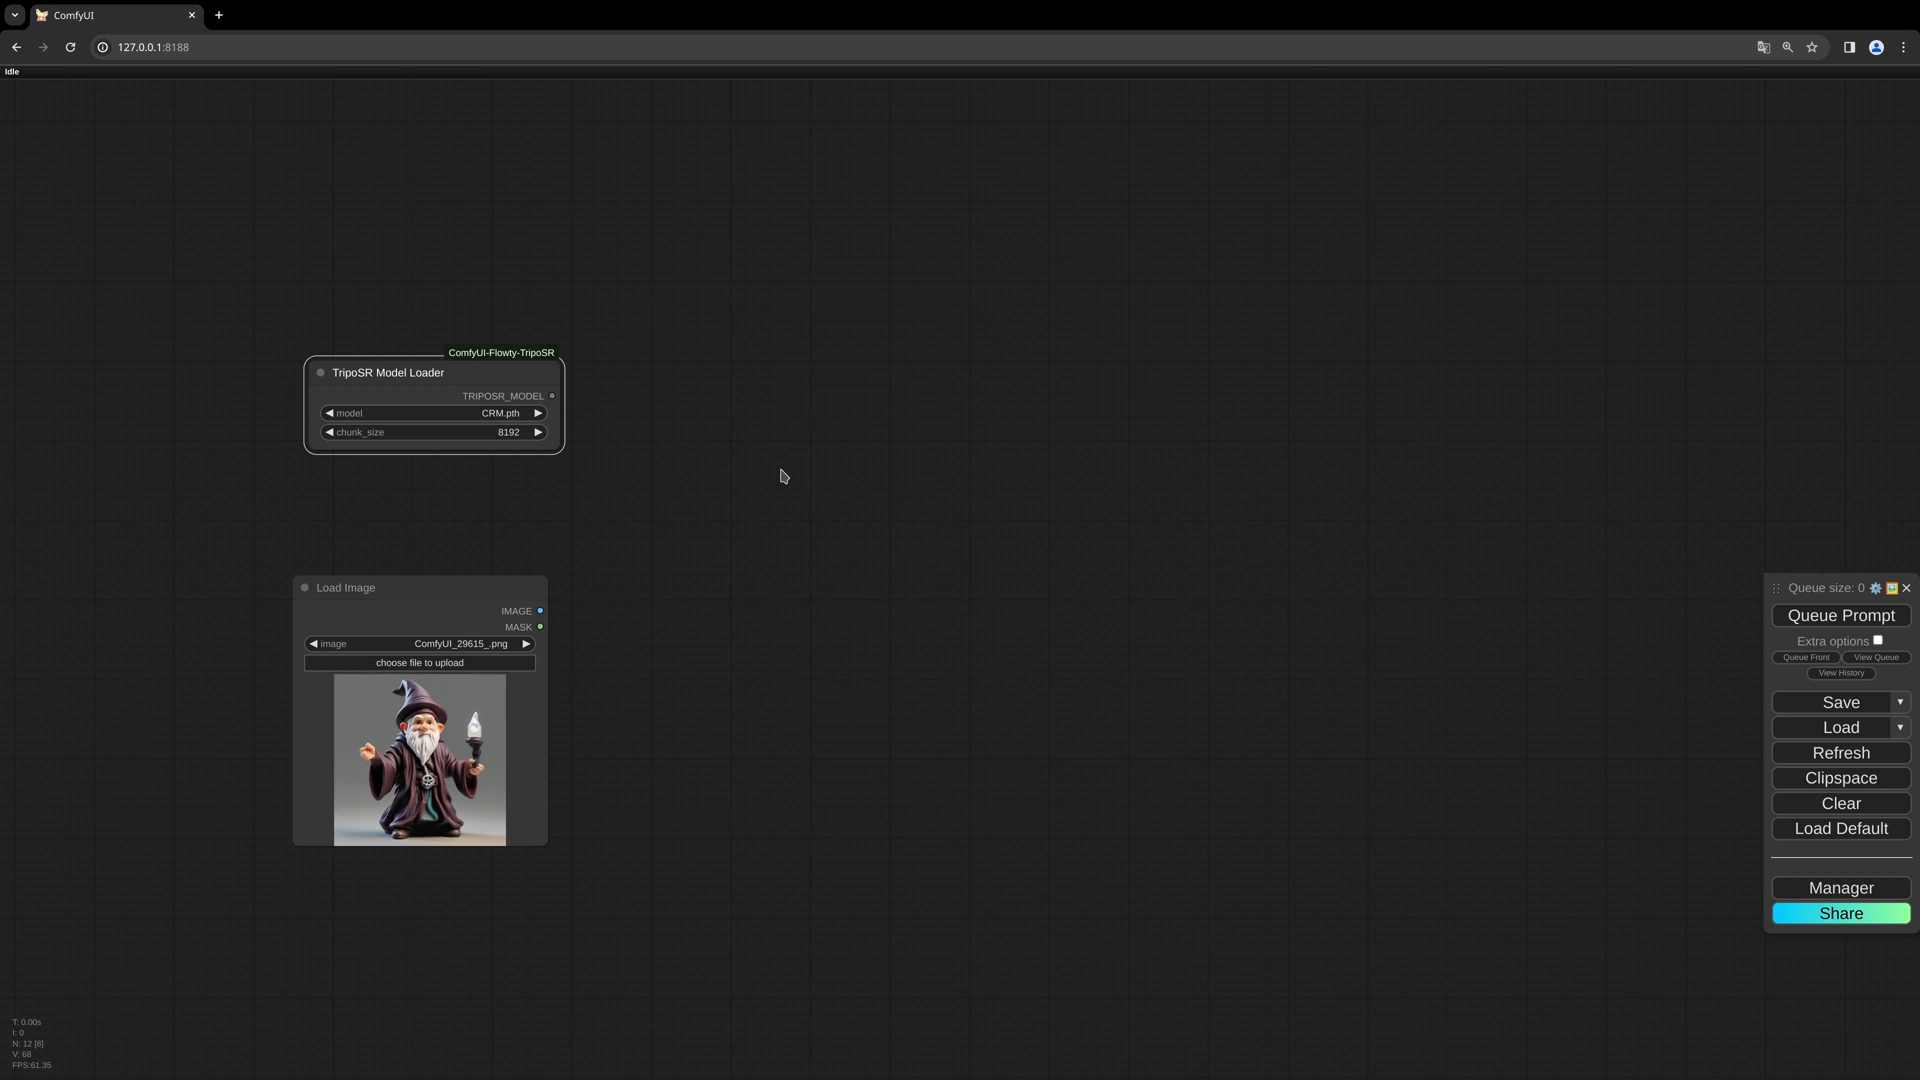 ComfyUI
127.0.0.1:8188
Idle
ComfyUI-Flowty-TripoSR
TripoSR Model Loader
TRIPOSR_MODEL
model CRM.pth
chunk_size 8192
Load Image
IMAGE
MASK
image ComfyUI_29615_.png
choose file to upload
Queue size: 0
Queue Prompt
Extra options
Queue Front View Queue
View History
Save
Load
Refresh
Clipspace
Clear
Load Default
Manager
Share
T: 0.00s
I: 0
N: 12 [8]
V: 68
FPS:61.35